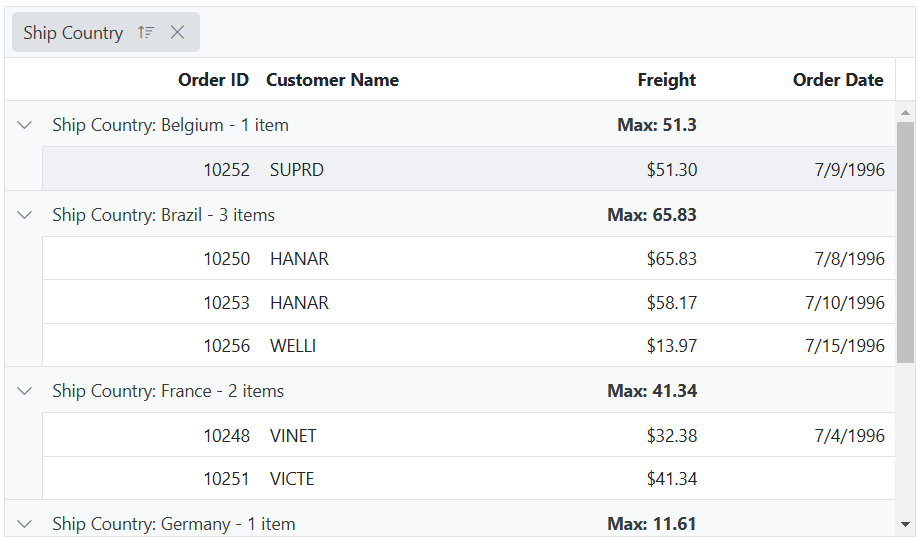 Ship Country
Order ID Customer Name Freight Order Date
Ship Country: Belgium - 1 item Max: 51.3
10252 SUPRD $51.30 7/9/1996
Ship Country: Brazil - 3 items Max: 65.83
10250 HANAR $65.83 7/8/1996
10253 HANAR $58.17 7/10/1996
10256 WELLI $13.97 7/15/1996
Ship Country: France - 2 items Max: 41.34
10248 VINET $32.38 7/4/1996
10251 VICTE $41.34
Ship Country: Germany - 1 item Max: 11.61